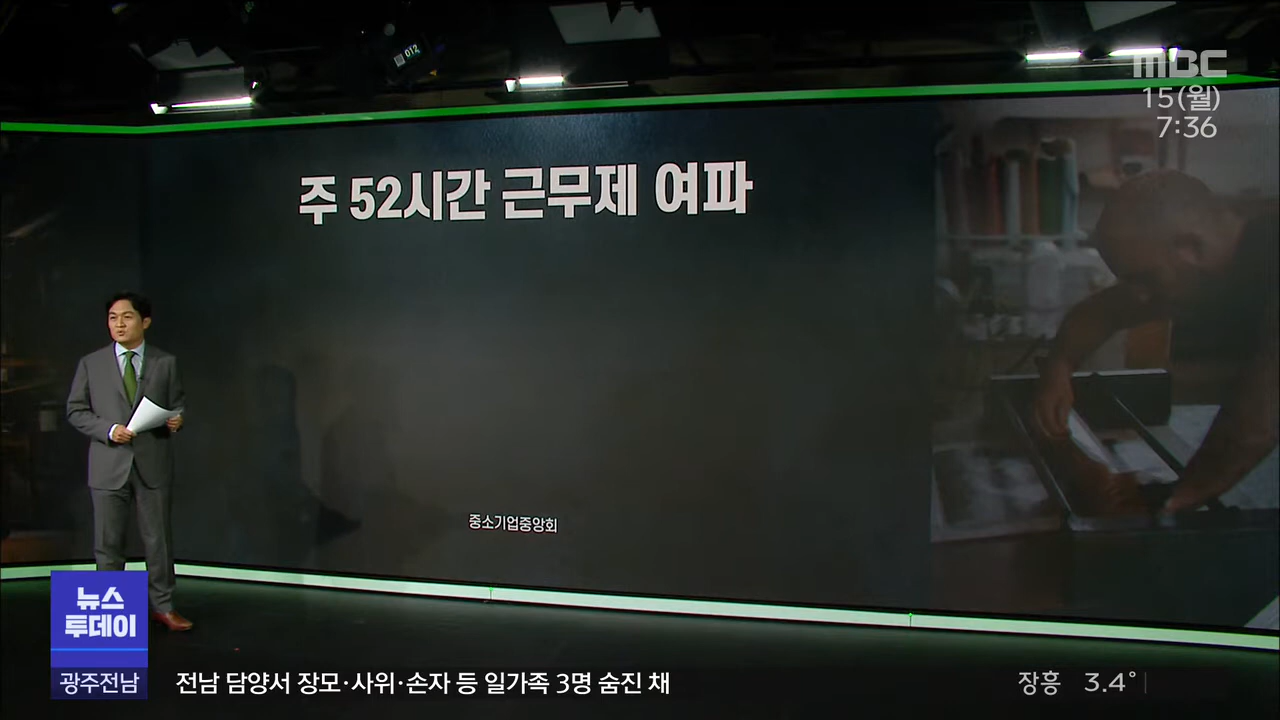 012
MBC
15(월)
7:36
주 52시간 근무제 여파
중소기업중앙회
뉴스
투데이
광주전남
전남 담양서 장모·사위·손자 등 일가족 3명 숨진 채
장흥 3.4°